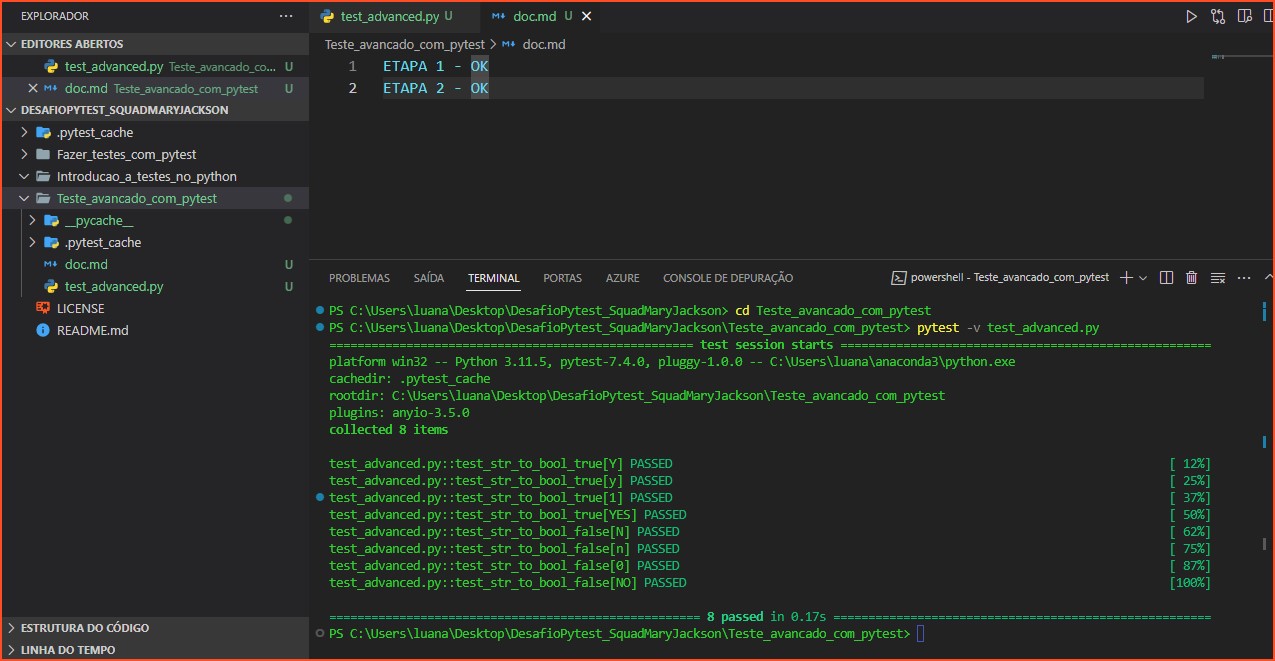 EXPLORADOR
EDITORES ABERTOS
test_advanced.py Teste_avancado_co... U
doc.md Teste_avancado_com_pytest U
DESAFIOPYTEST_SQUADMARYJACKSON
.pytest_cache
Fazer_testes_com_pytest
Introducao_a_testes_no_python
Teste_avancado_com_pytest
__pycache__
.pytest_cache
doc.md U
test_advanced.py U
LICENSE
README.md
ESTRUTURA DO CÓDIGO
LINHA DO TEMPO
test_advanced.py U doc.md U
Teste_avancado_com_pytest > doc.md
1 ETAPA 1 - OK
2 ETAPA 2 - OK
PROBLEMAS SAÍDA TERMINAL PORTAS AZURE CONSOLE DE DEPURAÇÃO powershell - Teste_avancado_com_pytest
PS C:\Users\luana\Desktop\DesafioPytest_SquadMaryJackson> cd Teste_avancado_com_pytest
PS C:\Users\luana\Desktop\DesafioPytest_SquadMaryJackson\Teste_avancado_com_pytest> pytest -v test_advanced.py
==================================================== test session starts =====================================================
platform win32 -- Python 3.11.5, pytest-7.4.0, pluggy-1.0.0 -- C:\Users\luana\anaconda3\python.exe
cachedir: .pytest_cache
rootdir: C:\Users\luana\Desktop\DesafioPytest_SquadMaryJackson\Teste_avancado_com_pytest
plugins: anyio-3.5.0
collected 8 items
test_advanced.py::test_str_to_bool_true[Y] PASSED [ 12%]
test_advanced.py::test_str_to_bool_true[y] PASSED [ 25%]
test_advanced.py::test_str_to_bool_true[1] PASSED [ 37%]
test_advanced.py::test_str_to_bool_true[YES] PASSED [ 50%]
test_advanced.py::test_str_to_bool_false[N] PASSED [ 62%]
test_advanced.py::test_str_to_bool_false[n] PASSED [ 75%]
test_advanced.py::test_str_to_bool_false[0] PASSED [ 87%]
test_advanced.py::test_str_to_bool_false[NO] PASSED [100%]
===================================================== 8 passed in 0.17s ======================================================
PS C:\Users\luana\Desktop\DesafioPytest_SquadMaryJackson\Teste_avancado_com_pytest>